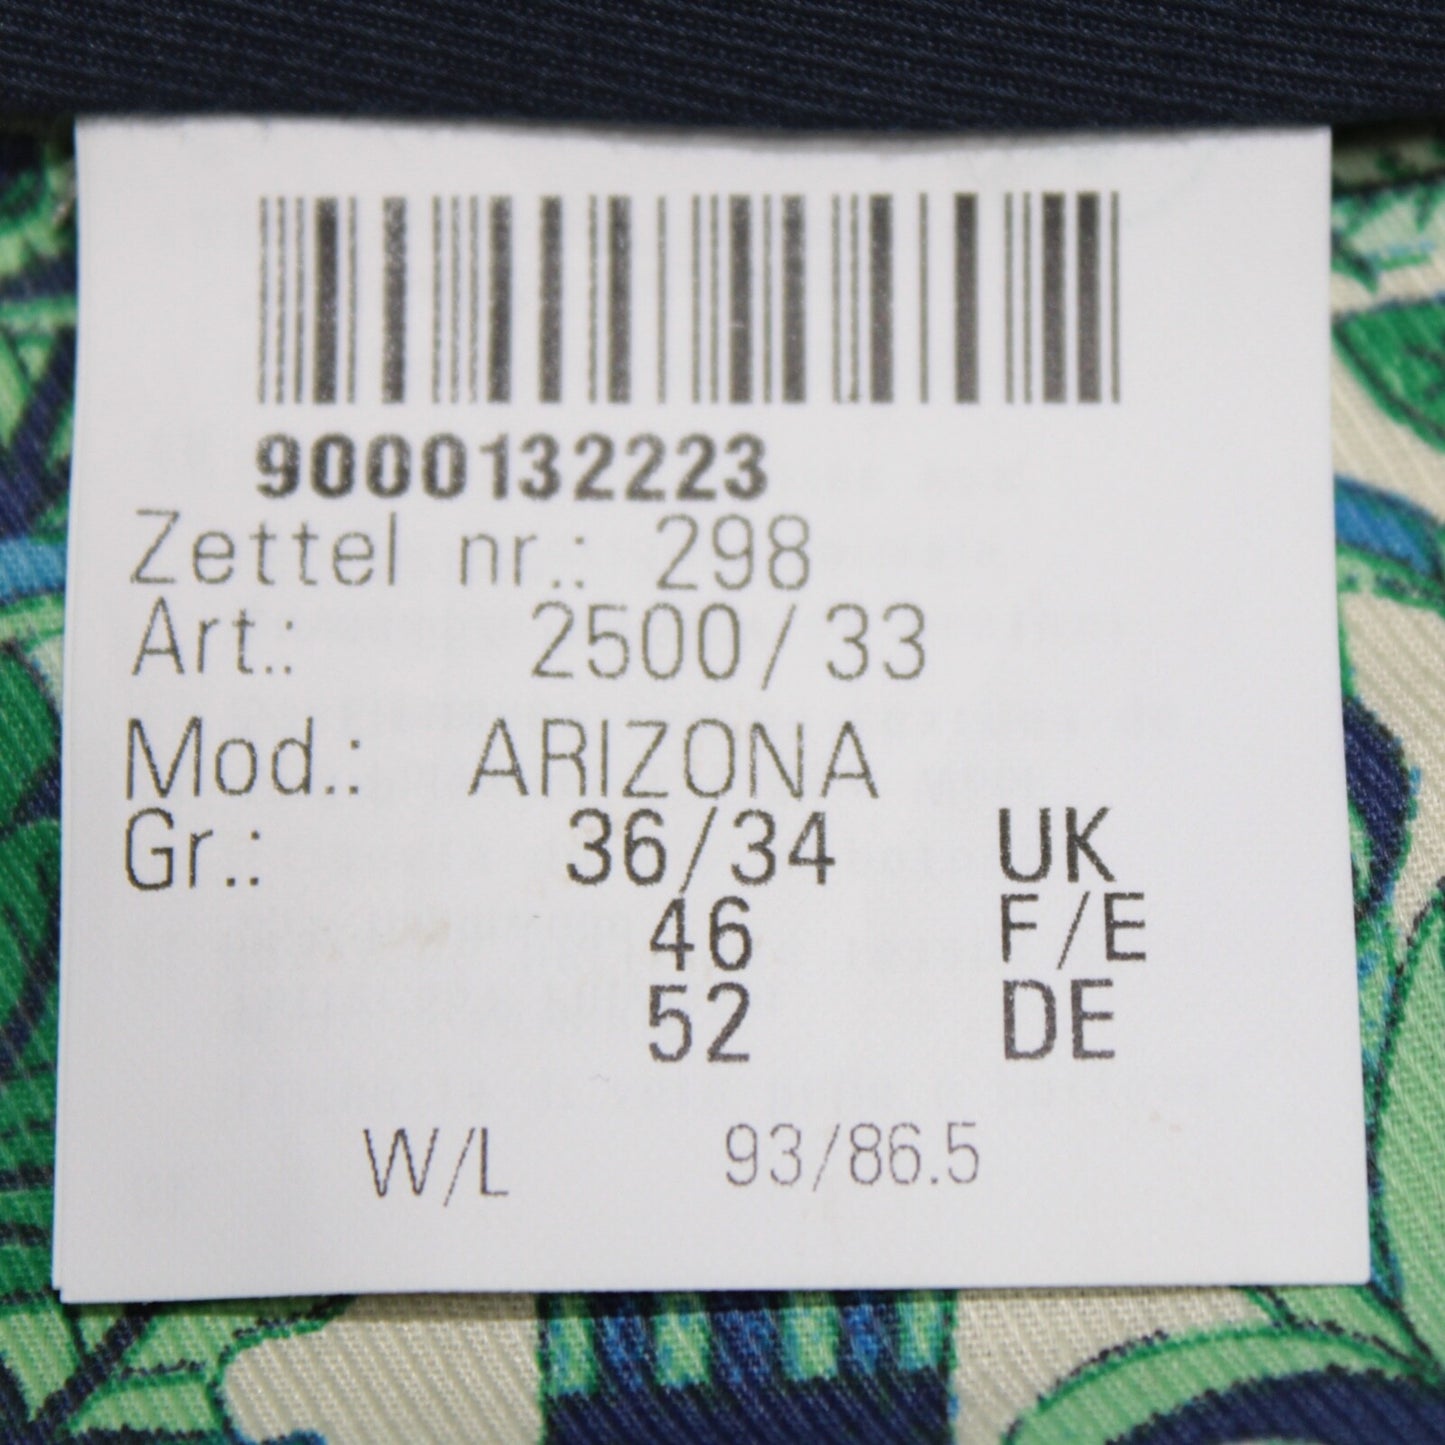 9000132223
Zettel nr.: 298
Art.: 2500/33
Mod.: ARIZONA
Gr.: 36/34 UK
46 F/E
52 DE
W/L 93/86.5